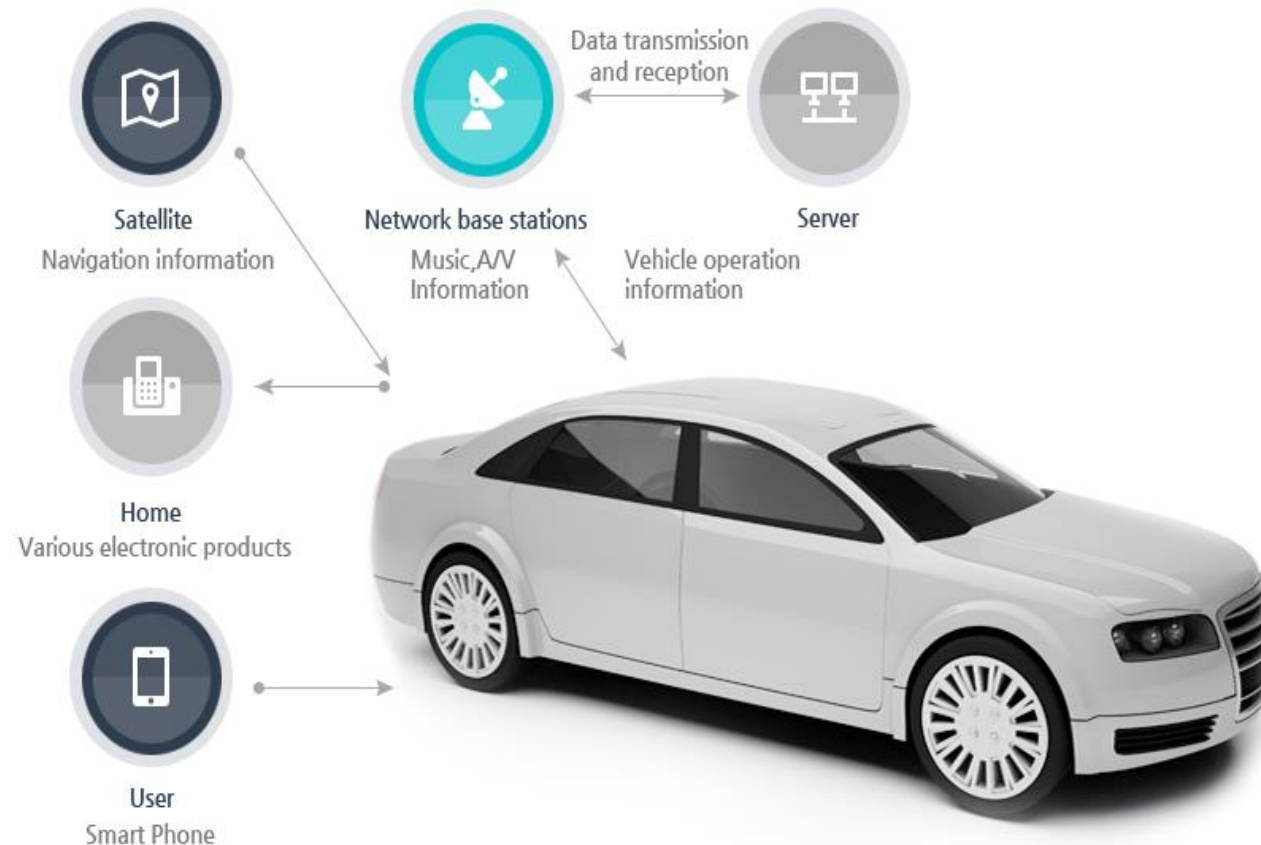 Data transmission
and reception
Satellite
Navigation information
Network base stations
Music,A/V
Information
Vehicle operation
information
Server
Home
Various electronic products
User
Smart Phone